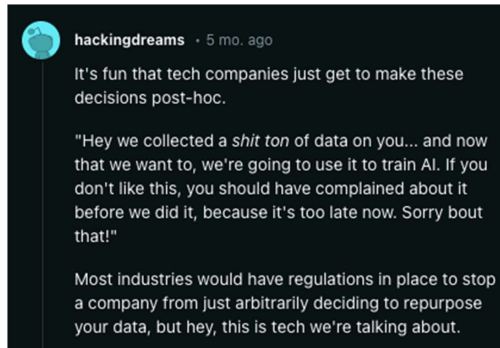 hackingdreams • 5 mo. ago
It's fun that tech companies just get to make these
decisions post-hoc.
"Hey we collected a shit ton of data on you... and now
that we want to, we're going to use it to train AI. If you
don't like this, you should have complained about it
before we did it, because it's too late now. Sorry bout
that!"
Most industries would have regulations in place to stop
a company from just arbitrarily deciding to repurpose
your data, but hey, this is tech we're talking about.